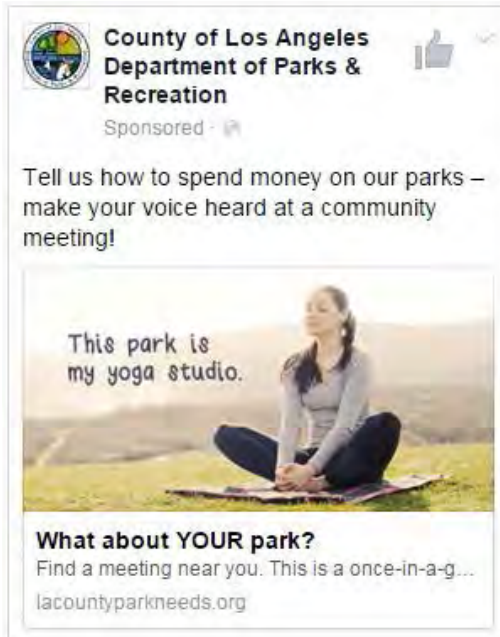 County of Los Angeles
Department of Parks &
Recreation
Sponsored ·
Tell us how to spend money on our parks –
make your voice heard at a community
meeting!
This park is
my yoga studio.
What about YOUR park?
Find a meeting near you. This is a once-in-a-g...
lacountyparkneeds.org